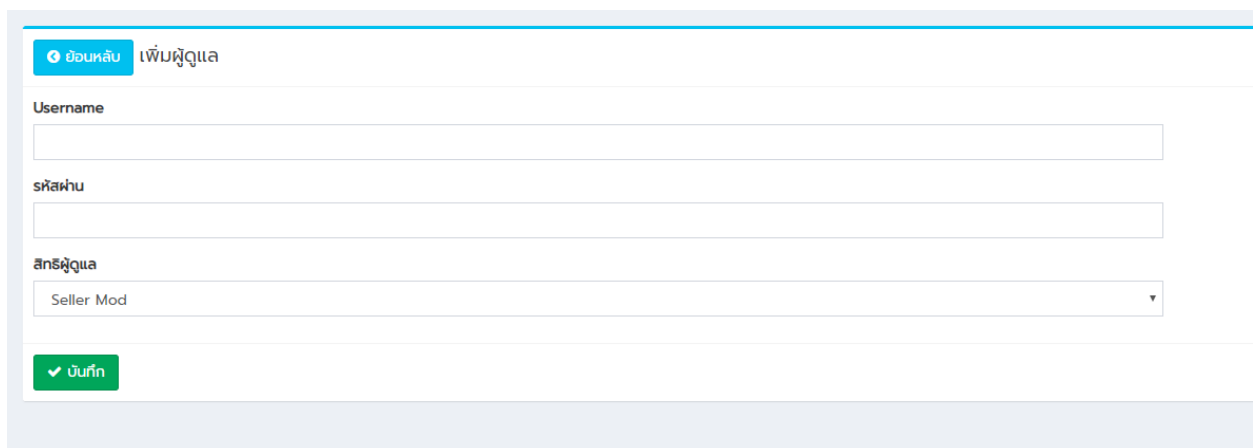 ย้อนหลับ เพิ่มผู้ดูแล
Username
รหัสผ่าน
สิทธิผู้ดูแล
Seller Mod
บันทึก